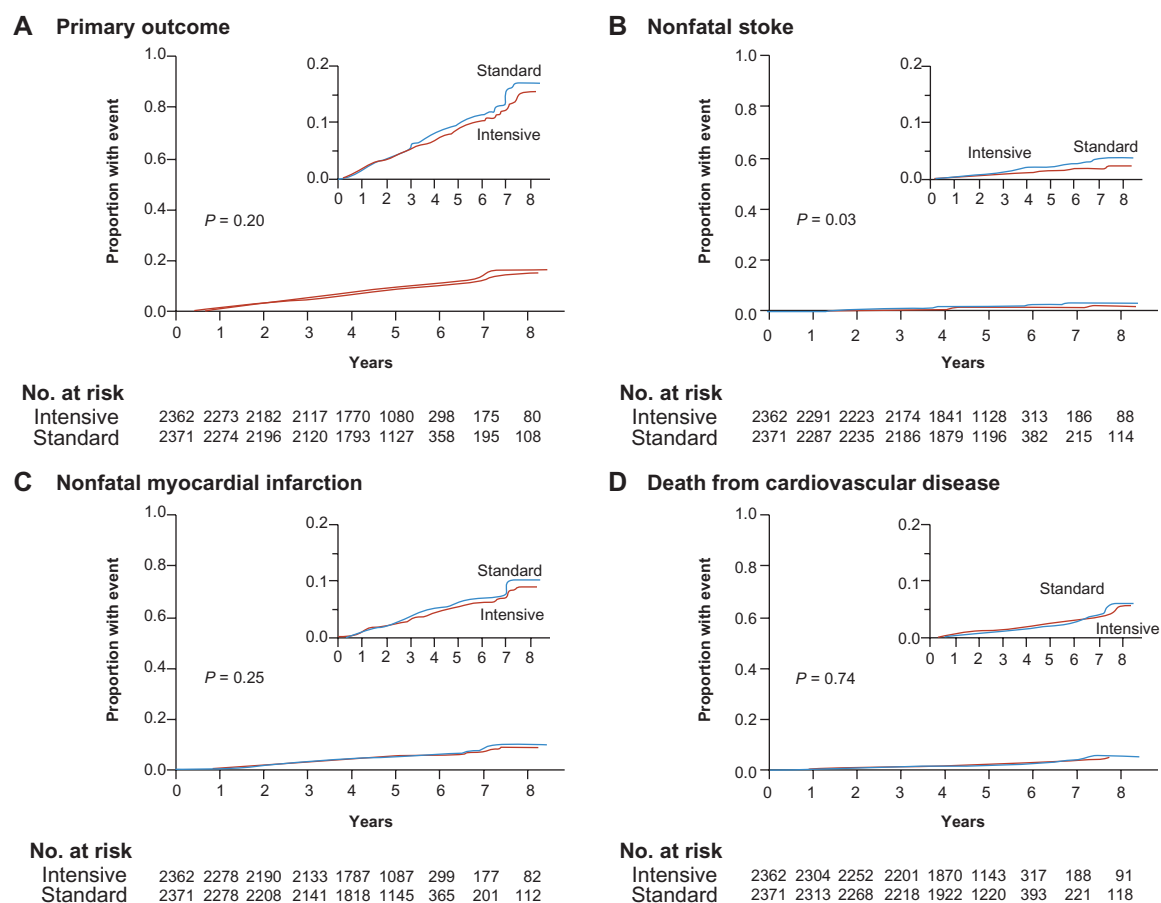 A Primary outcome
1.0
0.8
0.6
0.4
0.2
0.0
Proportion with event
P = 0.20
0.2
0.1
0.0
Standard
Intensive
0 1 2 3 4 5 6 7 8
0 1 2 3 4 5 6 7 8
Years
No. at risk
Intensive 2362 2273 2182 2117 1770 1080 298 175 80
Standard 2371 2274 2196 2120 1793 1127 358 195 108
B Nonfatal stoke
1.0
0.8
0.6
0.4
0.2
0.0
Proportion with event
P = 0.03
0.2
0.1
0.0
Intensive
Standard
0 1 2 3 4 5 6 7 8
0 1 2 3 4 5 6 7 8
Years
No. at risk
Intensive 2362 2291 2223 2174 1841 1128 313 186 88
Standard 2371 2287 2235 2186 1879 1196 382 215 114
C Nonfatal myocardial infarction
1.0
0.8
0.6
0.4
0.2
0.0
Proportion with event
P = 0.25
0.2
0.1
0.0
Standard
Intensive
0 1 2 3 4 5 6 7 8
0 1 2 3 4 5 6 7 8
Years
No. at risk
Intensive 2362 2278 2190 2133 1787 1087 299 177 82
Standard 2371 2278 2208 2141 1818 1145 365 201 112
D Death from cardiovascular disease
1.0
0.8
0.6
0.4
0.2
0.0
Proportion with event
P = 0.74
0.2
0.1
0.0
Standard
Intensive
0 1 2 3 4 5 6 7 8
0 1 2 3 4 5 6 7 8
Years
No. at risk
Intensive 2362 2304 2252 2201 1870 1143 317 188 91
Standard 2371 2313 2268 2218 1922 1220 393 221 118